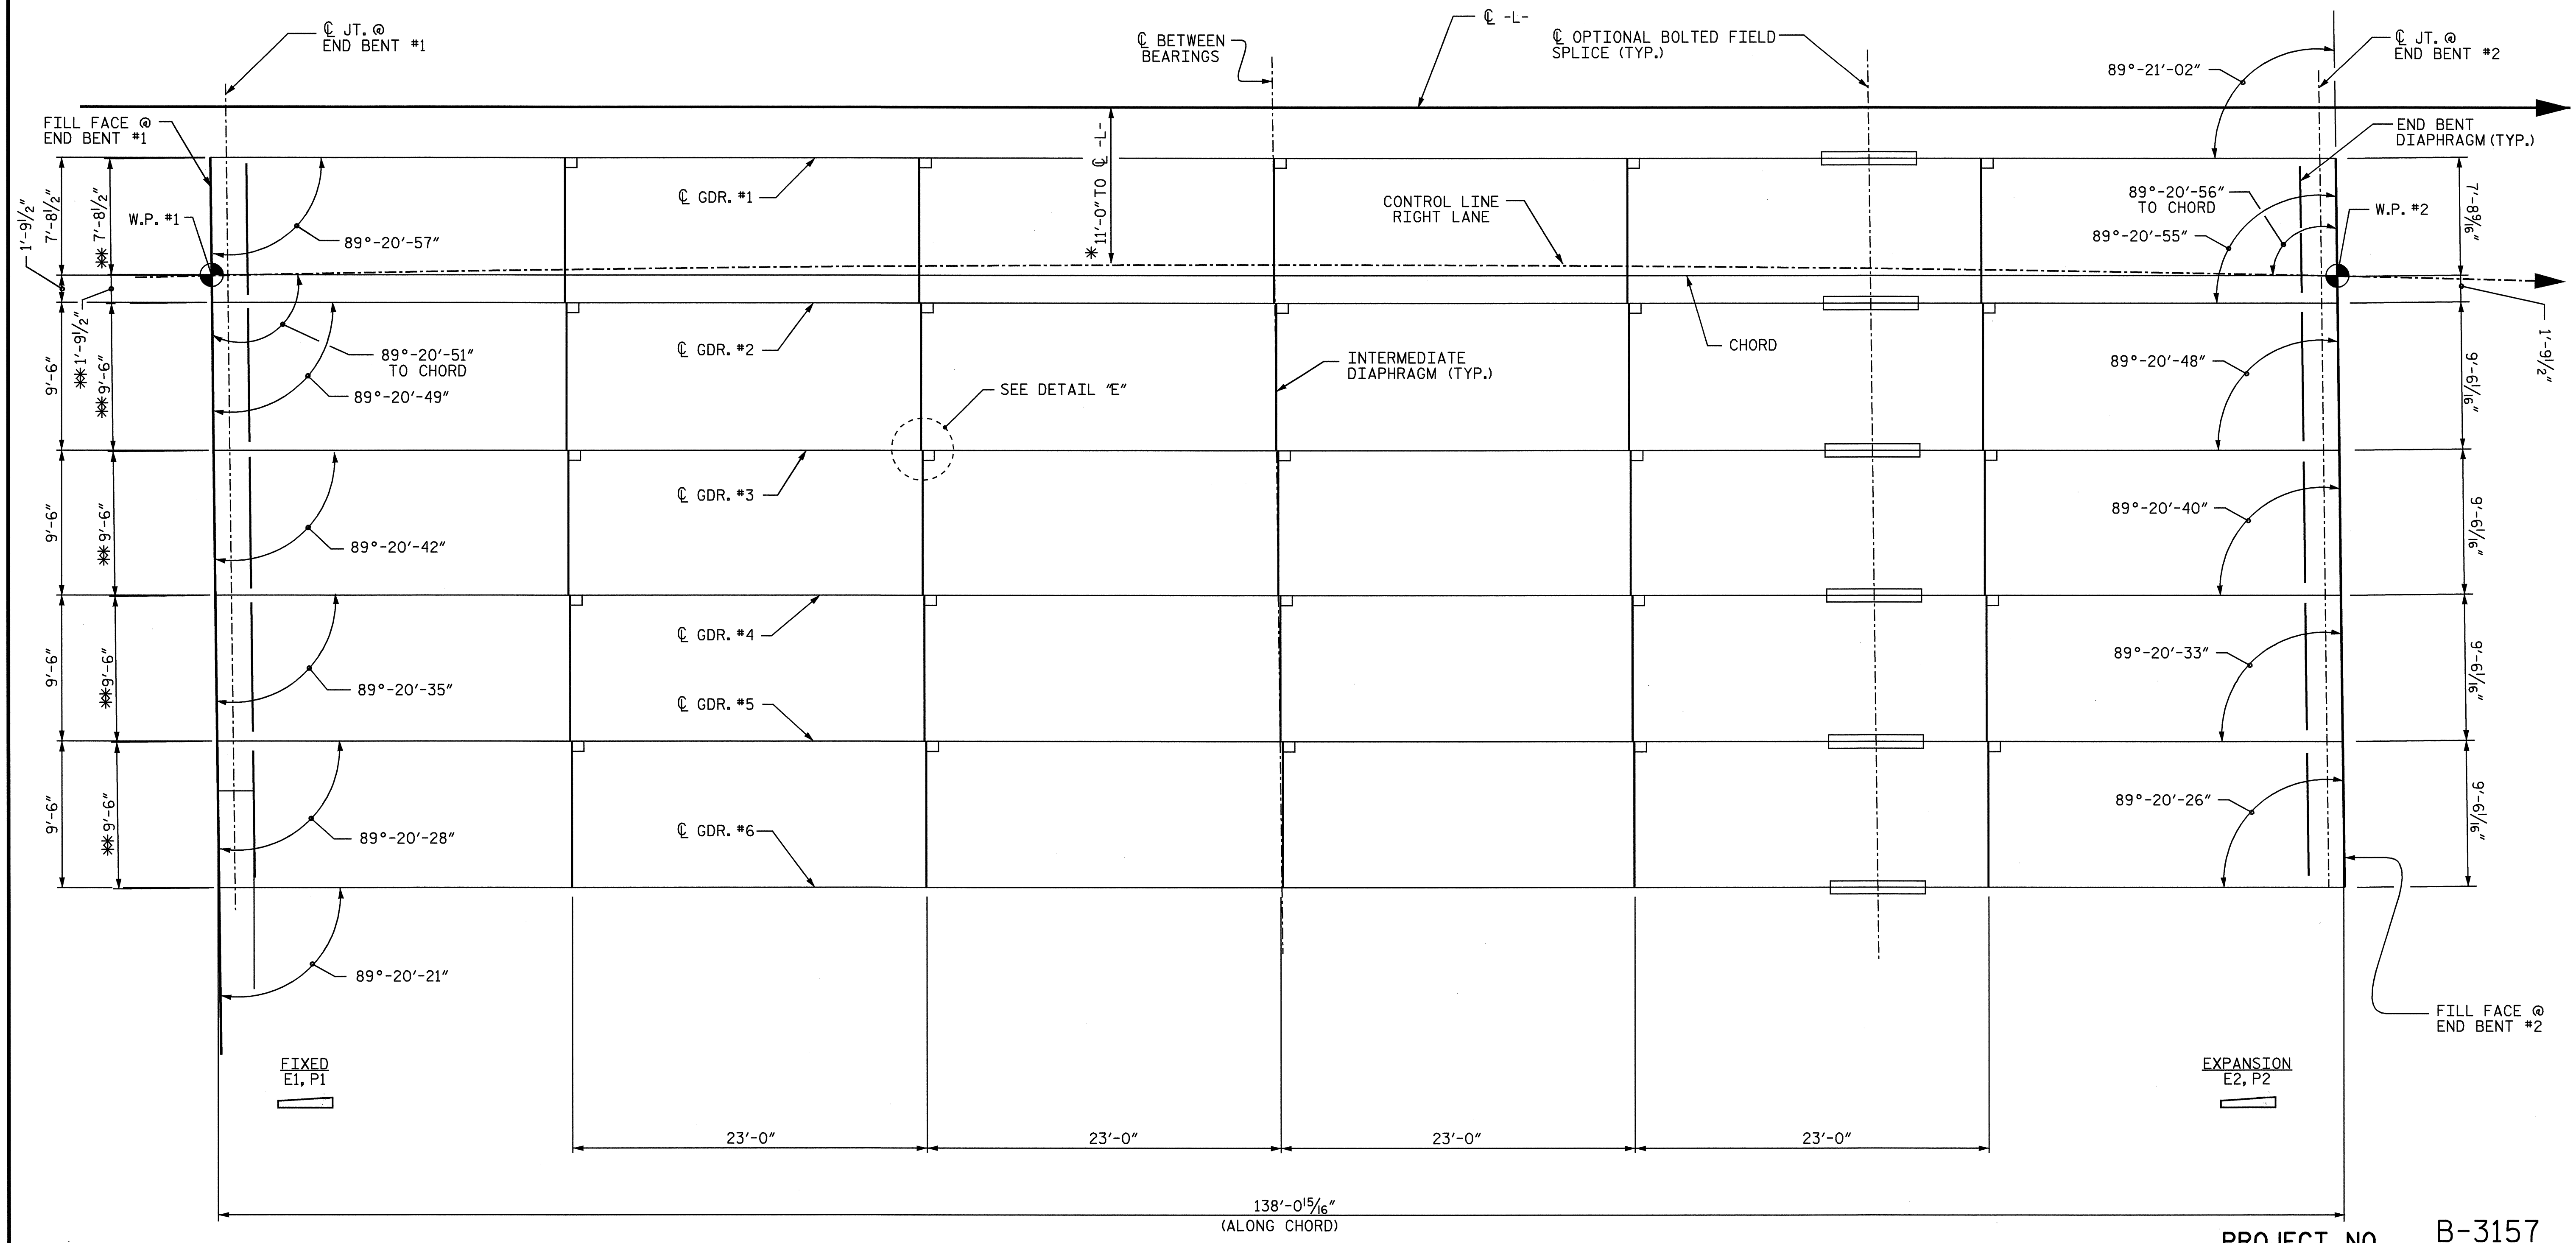 ℄ JT. @
END BENT #1
℄ BETWEEN
BEARINGS
℄ -L-
℄ OPTIONAL BOLTED FIELD
SPLICE (TYP.)
89°-21′-02″
℄ JT. @
END BENT #2
FILL FACE @
END BENT #1
END BENT
DIAPHRAGM (TYP.)
1′-9½″
7′-8½″
** 7′-8½″
W.P. #1
89°-20′-57″
℄ GDR. #1
* 11′-0″ TO ℄ -L-
CONTROL LINE
RIGHT LANE
89°-20′-56″
TO CHORD
89°-20′-55″
W.P. #2
7′-8⁹⁄₁₆″
9′-6″
** 1′-9½″
** 9′-6″
89°-20′-51″
TO CHORD
89°-20′-49″
℄ GDR. #2
SEE DETAIL "E"
INTERMEDIATE
DIAPHRAGM (TYP.)
CHORD
89°-20′-48″
9′-6¹⁄₁₆″
1′-9½″
9′-6″
** 9′-6″
89°-20′-42″
℄ GDR. #3
89°-20′-40″
9′-6¹⁄₁₆″
9′-6″
** 9′-6″
89°-20′-35″
℄ GDR. #4
℄ GDR. #5
89°-20′-33″
9′-6¹⁄₁₆″
9′-6″
** 9′-6″
89°-20′-28″
℄ GDR. #6
89°-20′-26″
9′-6¹⁄₁₆″
89°-20′-21″
FILL FACE @
END BENT #2
FIXED
E1, P1
EXPANSION
E2, P2
23′-0″
23′-0″
23′-0″
23′-0″
138′-0¹⁵⁄₁₆″
(ALONG CHORD)
PROJECT NO. B-3157